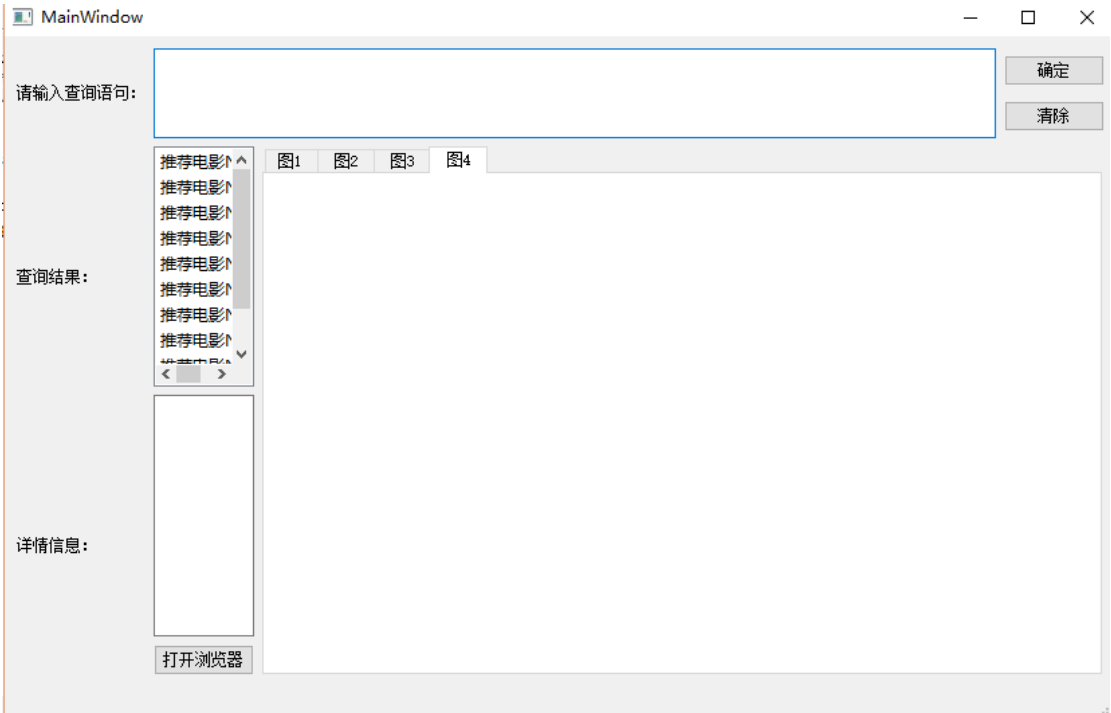 MainWindow
请输入查询语句：
确定
清除
查询结果：
推荐电影
推荐电影
推荐电影
推荐电影
推荐电影
推荐电影
推荐电影
推荐电影
图1
图2
图3
图4
详情信息：
打开浏览器